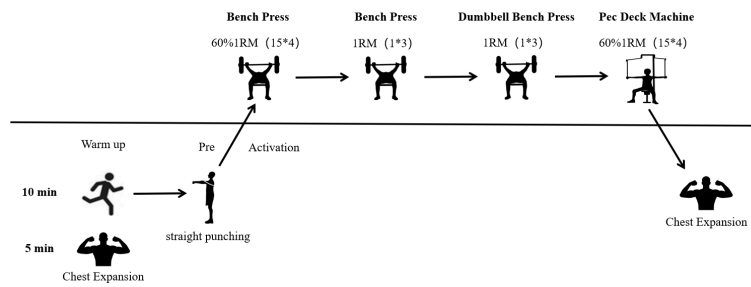 Bench Press
Bench Press
Dumbbell Bench Press
Pec Deck Machine
60%1RM（15*4）
1RM（1*3）
1RM（1*3）
60%1RM（15*4）
Warm up
Pre
Activation
10 min
straight punching
Chest Expansion
5 min
Chest Expansion